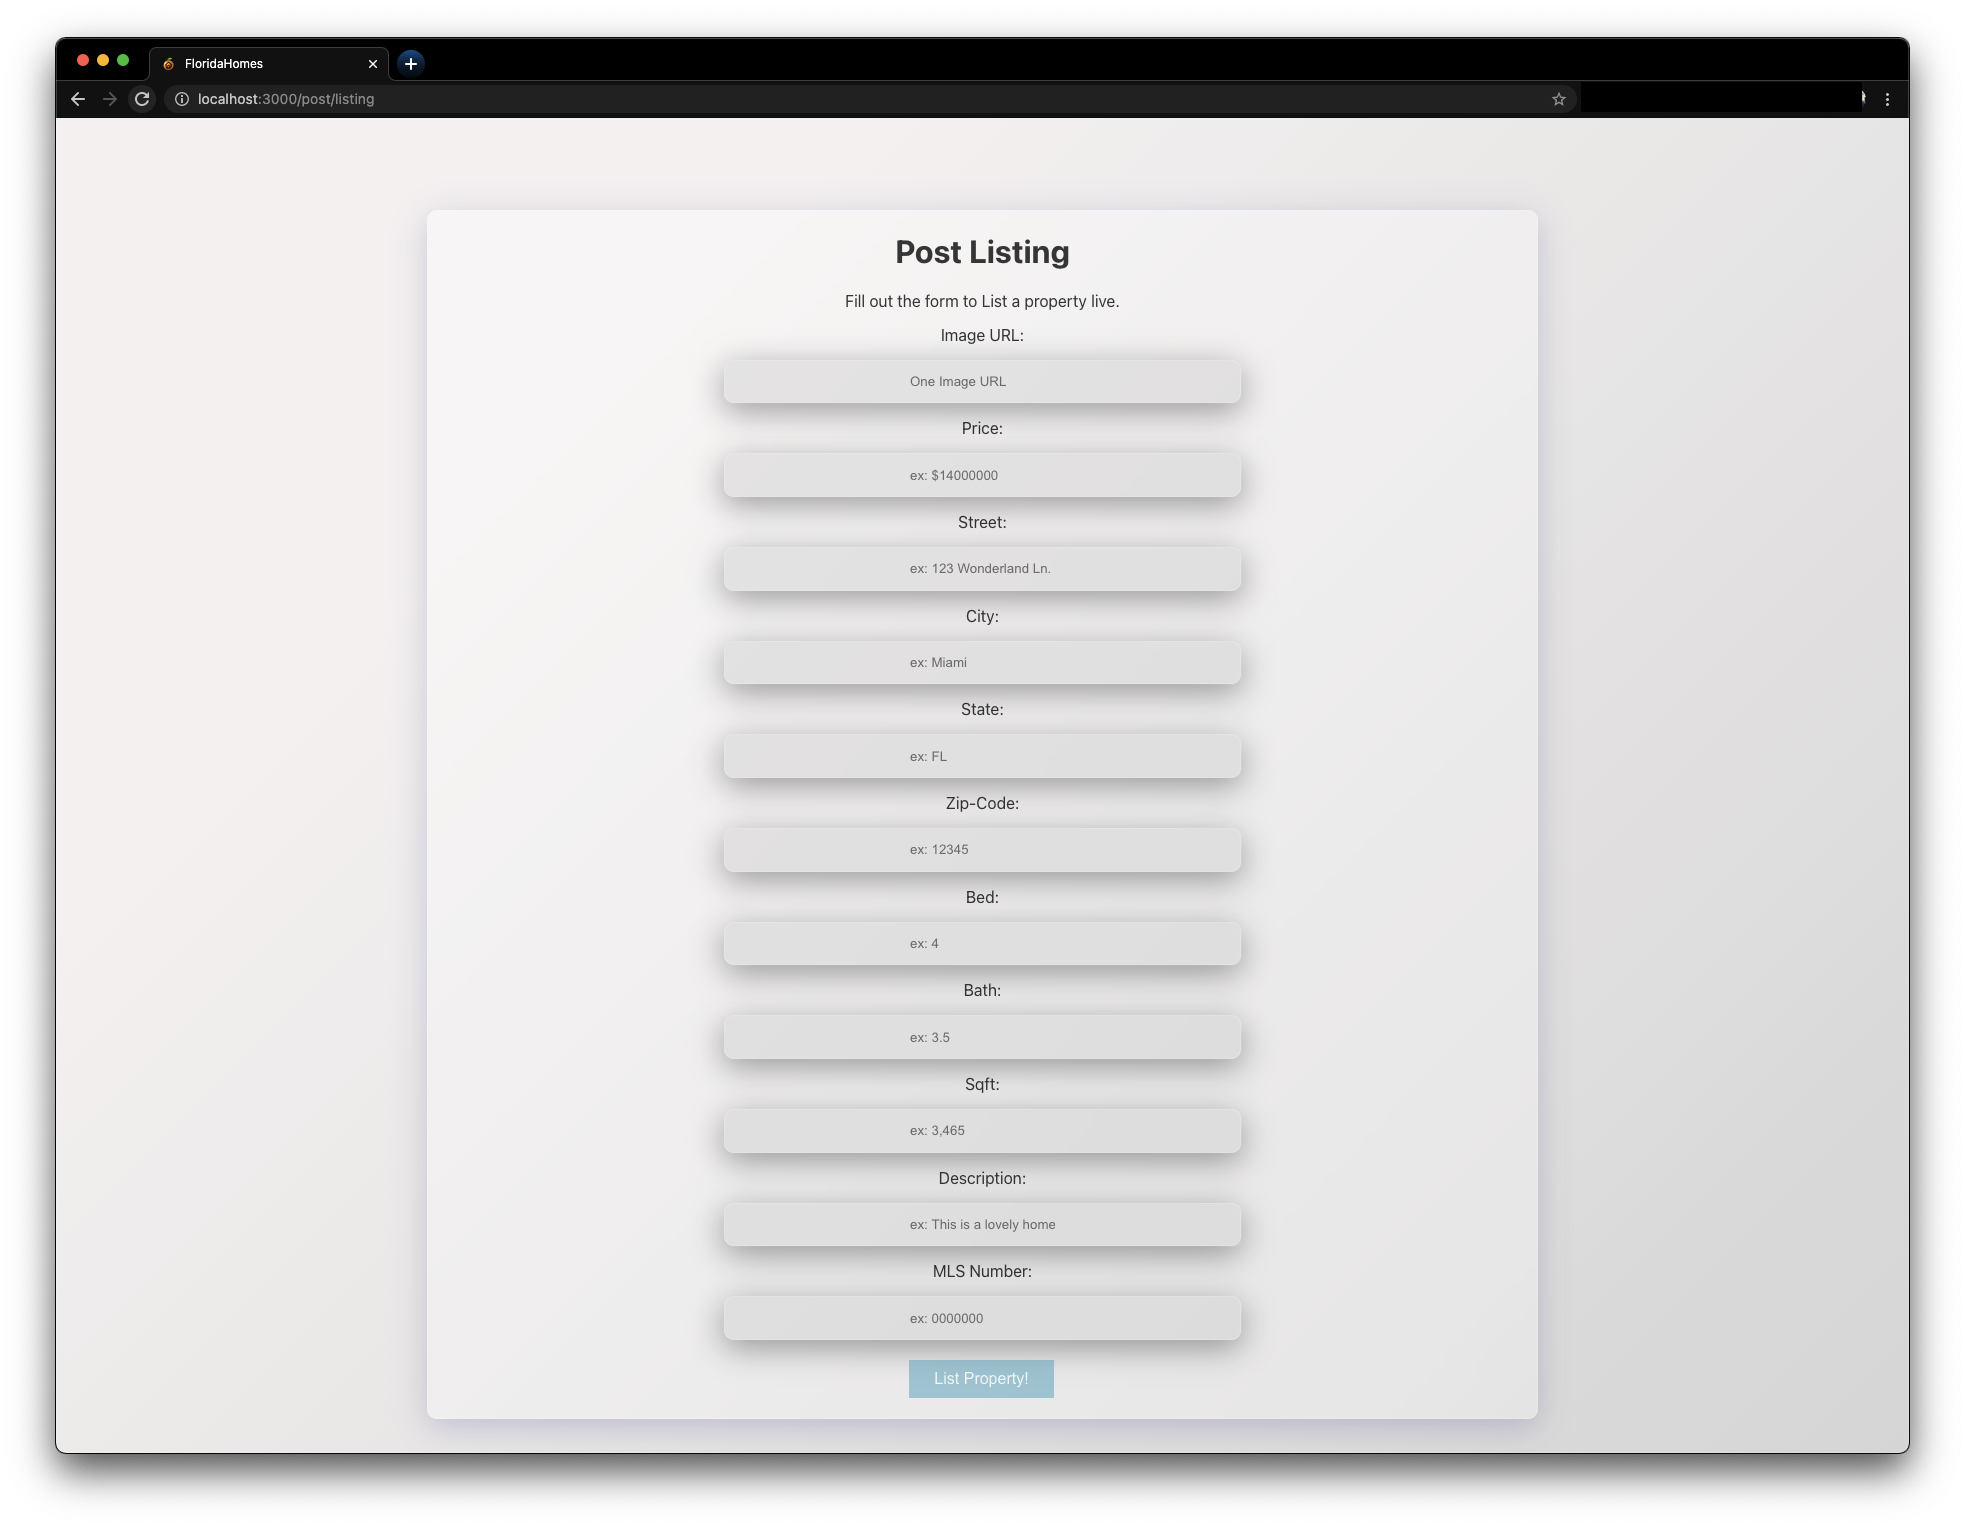 FloridaHomes
localhost:3000/post/listing
Post Listing
Fill out the form to List a property live.
Image URL:
One Image URL
Price:
ex: $14000000
Street:
ex: 123 Wonderland Ln.
City:
ex: Miami
State:
ex: FL
Zip-Code:
ex: 12345
Bed:
ex: 4
Bath:
ex: 3.5
Sqft:
ex: 3,465
Description:
ex: This is a lovely home
MLS Number:
ex: 0000000
List Property!